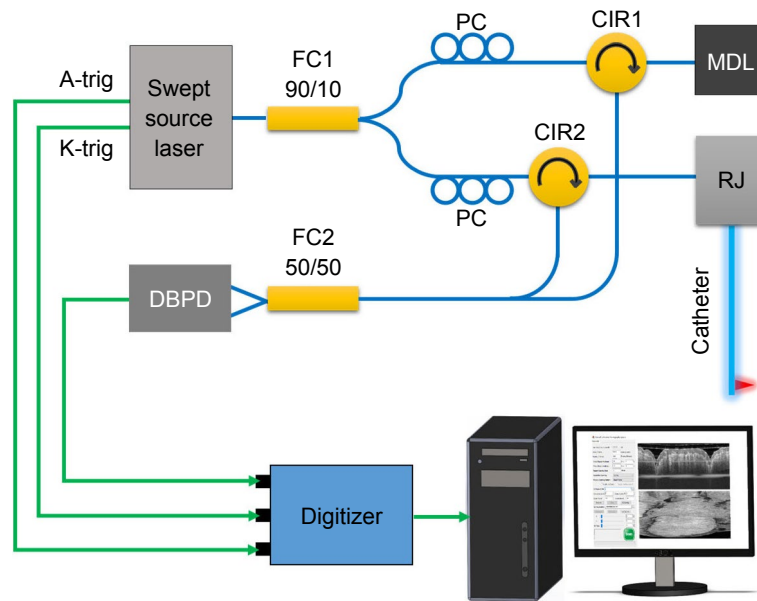 PC
CIR1
FC1
90/10
A-trig
MDL
Swept
source
laser
CIR2
K-trig
RJ
PC
FC2
50/50
DBPD
Catheter
Digitizer